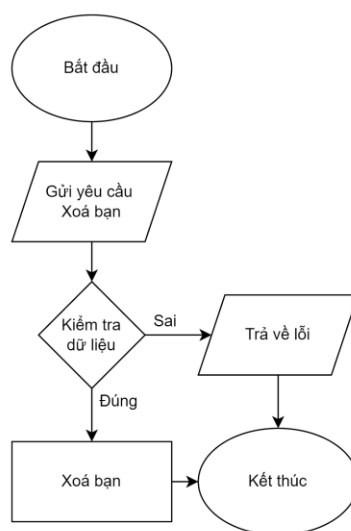 Bắt đầu
Gửi yêu cầu
Xoá bạn
Kiểm tra
dữ liệu
Sai
Trả về lỗi
Đúng
Xoá bạn
Kết thúc